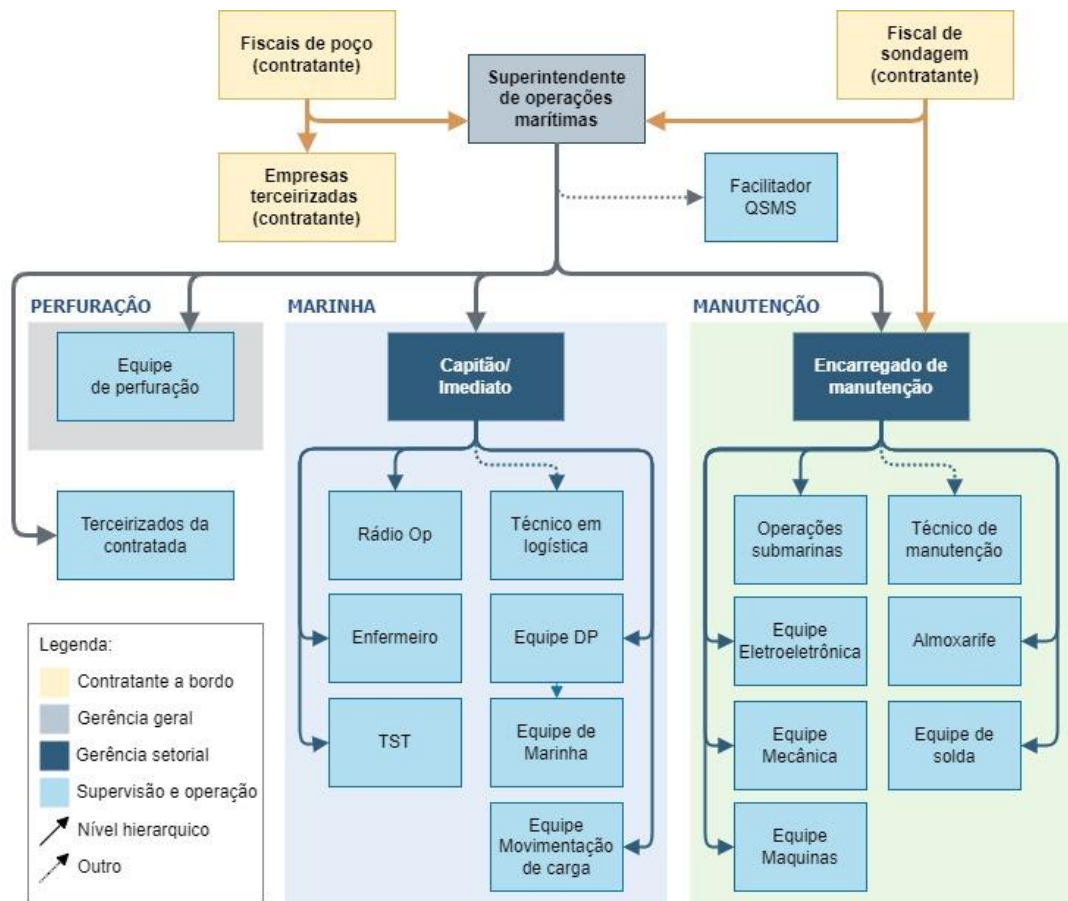 Fiscais de poço
(contratante)
Fiscal de
sondagem
(contratante)
Superintendente
de operações
marítimas
Empresas
terceirizadas
(contratante)
Facilitador
QSMS
PERFURAÇÂO
MARINHA
MANUTENÇÃO
Equipe
de perfuração
Capitão/
Imediato
Encarregado de
manutenção
Terceirizados da
contratada
Rádio Op
Técnico em
logística
Operações
submarinas
Técnico de
manutenção
Enfermeiro
Equipe DP
Equipe
Eletroeletrônica
Almoxarife
TST
Equipe de
Marinha
Equipe
Mecânica
Equipe de
solda
Equipe
Movimentação
de carga
Equipe
Maquinas
Legenda:
Contratante a bordo
Gerência geral
Gerência setorial
Supervisão e operação
Nível hierarquico
Outro